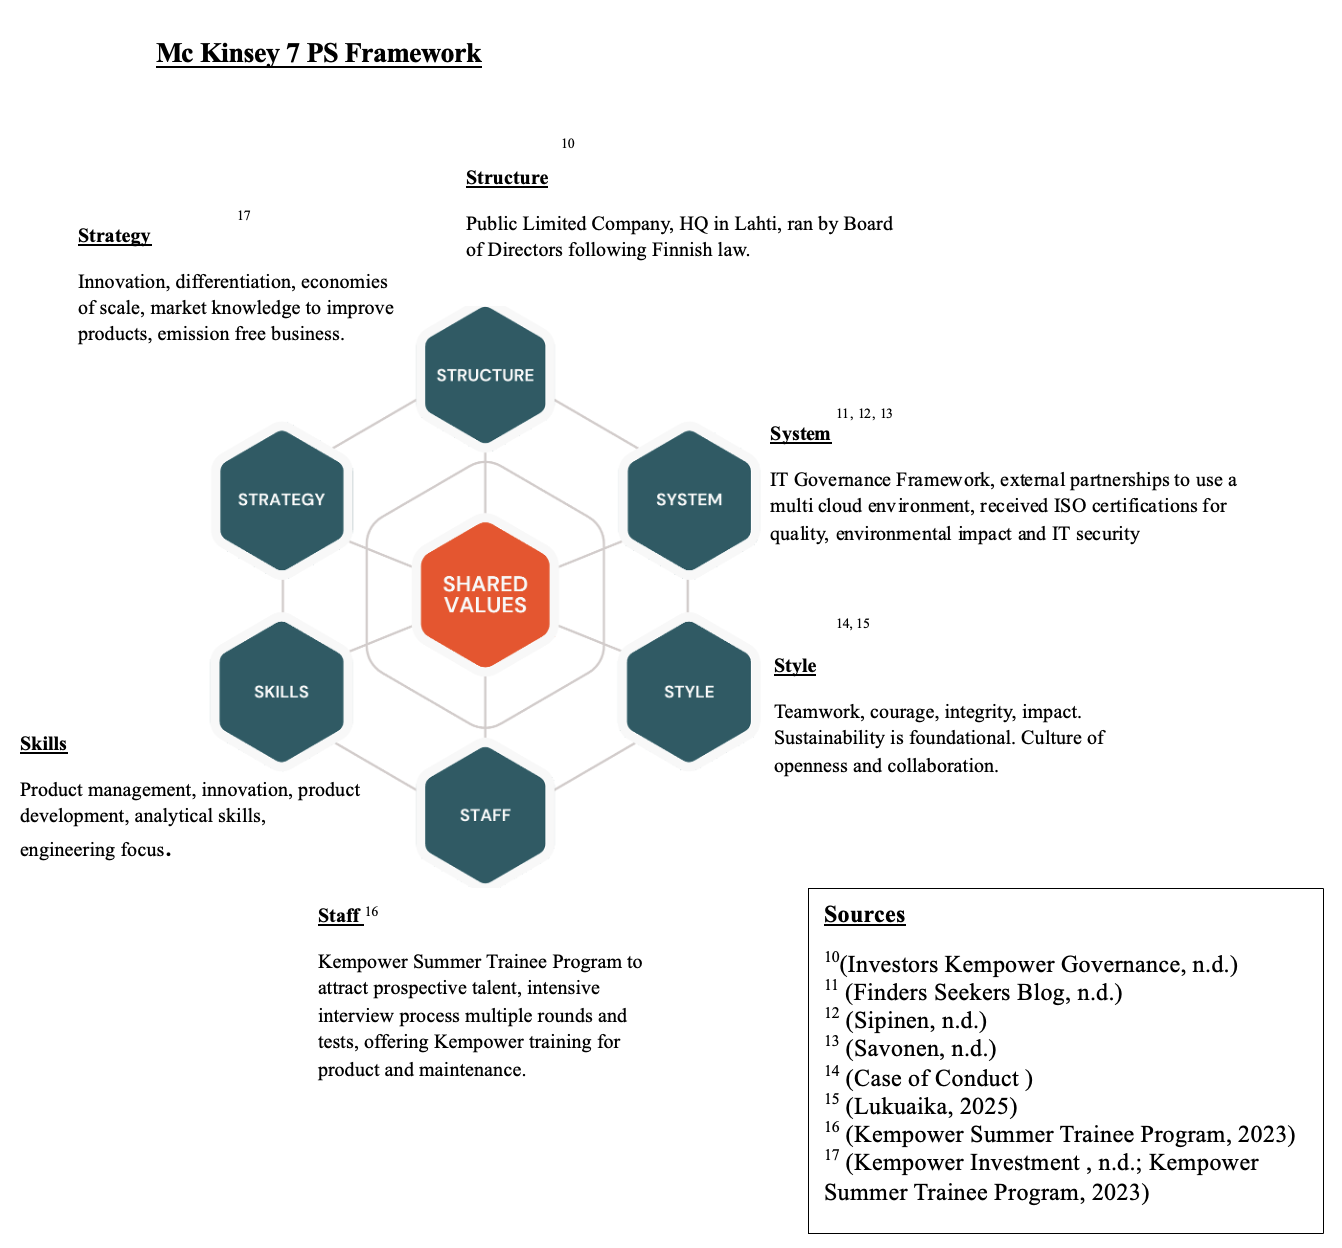 Mc Kinsey 7 PS Framework
10
Structure
Public Limited Company, HQ in Lahti, ran by Board
of Directors following Finnish law.
17
Strategy
Innovation, differentiation, economies
of scale, market knowledge to improve
products, emission free business.
STRUCTURE
11, 12, 13
System
IT Governance Framework, external partnerships to use a
multi cloud environment, received ISO certifications for
quality, environmental impact and IT security
STRATEGY
SYSTEM
SHARED
VALUES
14, 15
Style
Teamwork, courage, integrity, impact.
Sustainability is foundational. Culture of
openness and collaboration.
SKILLS
STYLE
Skills
Product management, innovation, product
development, analytical skills,
engineering focus.
STAFF
Staff 16
Kempower Summer Trainee Program to
attract prospective talent, intensive
interview process multiple rounds and
tests, offering Kempower training for
product and maintenance.
Sources
10(Investors Kempower Governance, n.d.)
11 (Finders Seekers Blog, n.d.)
12 (Sipinen, n.d.)
13 (Savonen, n.d.)
14 (Case of Conduct )
15 (Lukuaika, 2025)
16 (Kempower Summer Trainee Program, 2023)
17 (Kempower Investment , n.d.; Kempower
Summer Trainee Program, 2023)